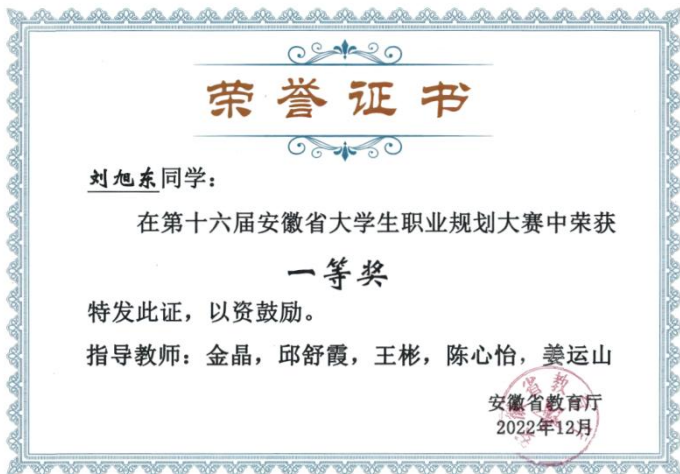 荣誉证书
刘旭东同学：
在第十六届安徽省大学生职业规划大赛中荣获
一等奖
特发此证，以资鼓励。
指导教师：金晶，邱舒霞，王彬，陈心怡，姜运山
安徽省教育厅
2022年12月